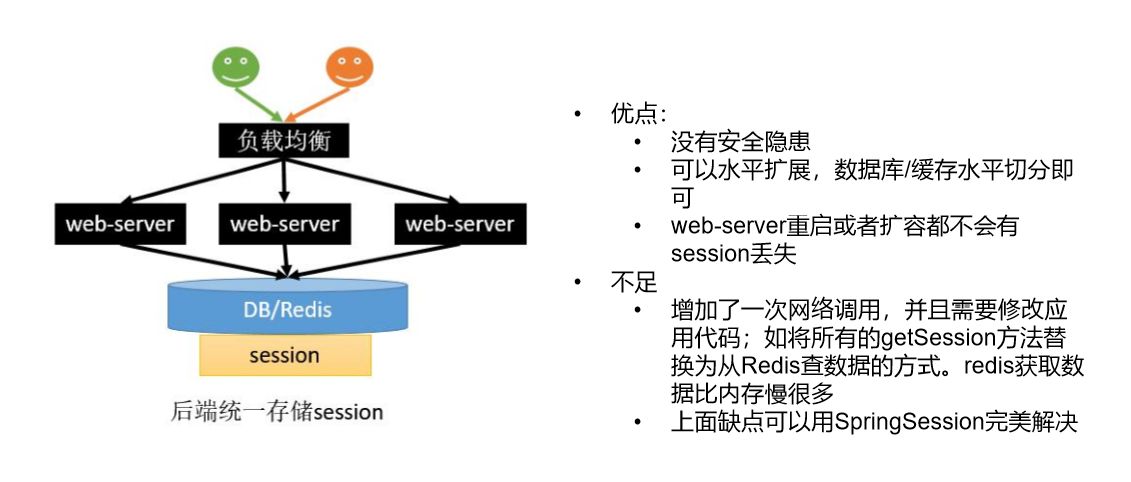 负载均衡
web-server
web-server
web-server
DB/Redis
session
后端统一存储session
• 优点：
• 没有安全隐患
• 可以水平扩展，数据库/缓存水平切分即
可
• web-server重启或者扩容都不会有
session丢失
• 不足
• 增加了一次网络调用，并且需要修改应
用代码；如将所有的getSession方法替
换为从Redis查数据的方式。redis获取数
据比内存慢很多
• 上面缺点可以用SpringSession完美解决